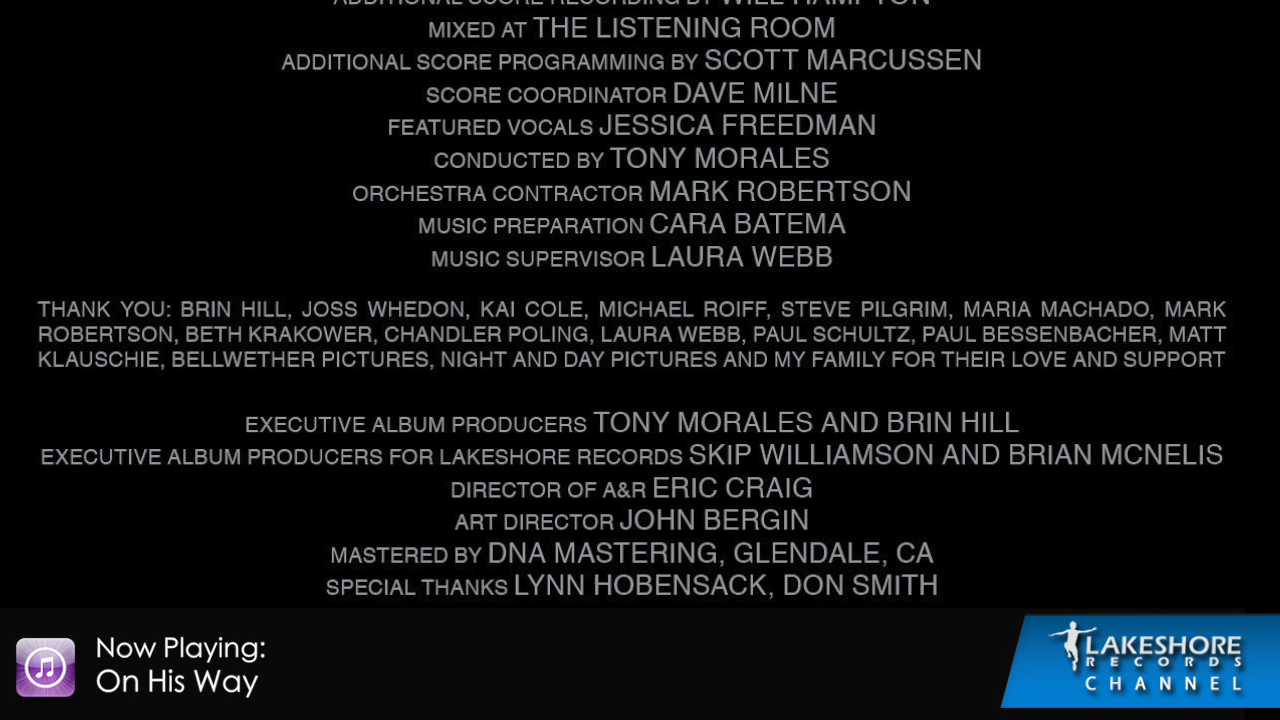 ADDITIONAL SCORE RECORDING BY WILL HAMPTON
MIXED AT THE LISTENING ROOM
ADDITIONAL SCORE PROGRAMMING BY SCOTT MARCUSSEN
SCORE COORDINATOR DAVE MILNE
FEATURED VOCALS JESSICA FREEDMAN
CONDUCTED BY TONY MORALES
ORCHESTRA CONTRACTOR MARK ROBERTSON
MUSIC PREPARATION CARA BATEMA
MUSIC SUPERVISOR LAURA WEBB
THANK YOU: BRIN HILL, JOSS WHEDON, KAI COLE, MICHAEL ROIFF, STEVE PILGRIM, MARIA MACHADO, MARK
ROBERTSON, BETH KRAKOWER, CHANDLER POLING, LAURA WEBB, PAUL SCHULTZ, PAUL BESSENBACHER, MATT
KLAUSCHIE, BELLWETHER PICTURES, NIGHT AND DAY PICTURES AND MY FAMILY FOR THEIR LOVE AND SUPPORT
EXECUTIVE ALBUM PRODUCERS TONY MORALES AND BRIN HILL
EXECUTIVE ALBUM PRODUCERS FOR LAKESHORE RECORDS SKIP WILLIAMSON AND BRIAN MCNELIS
DIRECTOR OF A&R ERIC CRAIG
ART DIRECTOR JOHN BERGIN
MASTERED BY DNA MASTERING, GLENDALE, CA
SPECIAL THANKS LYNN HOBENSACK, DON SMITH
Now Playing:
On His Way
LAKESHORE
RECORDS
CHANNEL